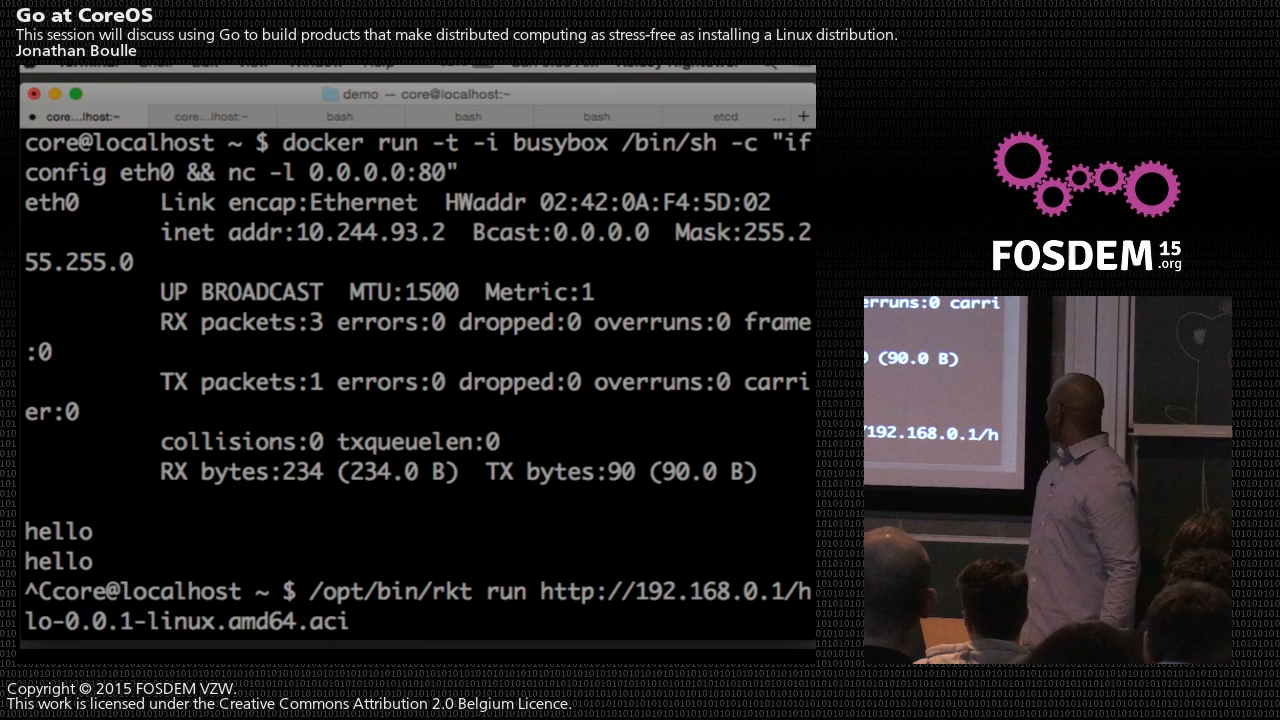 Go at CoreOS
This session will discuss using Go to build products that make distributed computing as stress-free as installing a Linux distribution.
Jonathan Boulle
demo — core@localhost:~
core...lhost:~
core...lhost:~
bash
bash
bash
etcd
... +
core@localhost ~ $ docker run -t -i busybox /bin/sh -c "if
config eth0 && nc -l 0.0.0.0:80"
eth0 Link encap:Ethernet HWaddr 02:42:0A:F4:5D:02
inet addr:10.244.93.2 Bcast:0.0.0.0 Mask:255.2
55.255.0
UP BROADCAST MTU:1500 Metric:1
RX packets:3 errors:0 dropped:0 overruns:0 frame
:0
TX packets:1 errors:0 dropped:0 overruns:0 carri
er:0
collisions:0 txqueuelen:0
RX bytes:234 (234.0 B) TX bytes:90 (90.0 B)
hello
hello
^Ccore@localhost ~ $ /opt/bin/rkt run http://192.168.0.1/h
lo-0.0.1-linux.amd64.aci
FOSDEM 15
.org
erruns:0 carri
(90.0 B)
/192.168.0.1/h
Copyright © 2015 FOSDEM VZW.
This work is licensed under the Creative Commons Attribution 2.0 Belgium Licence.